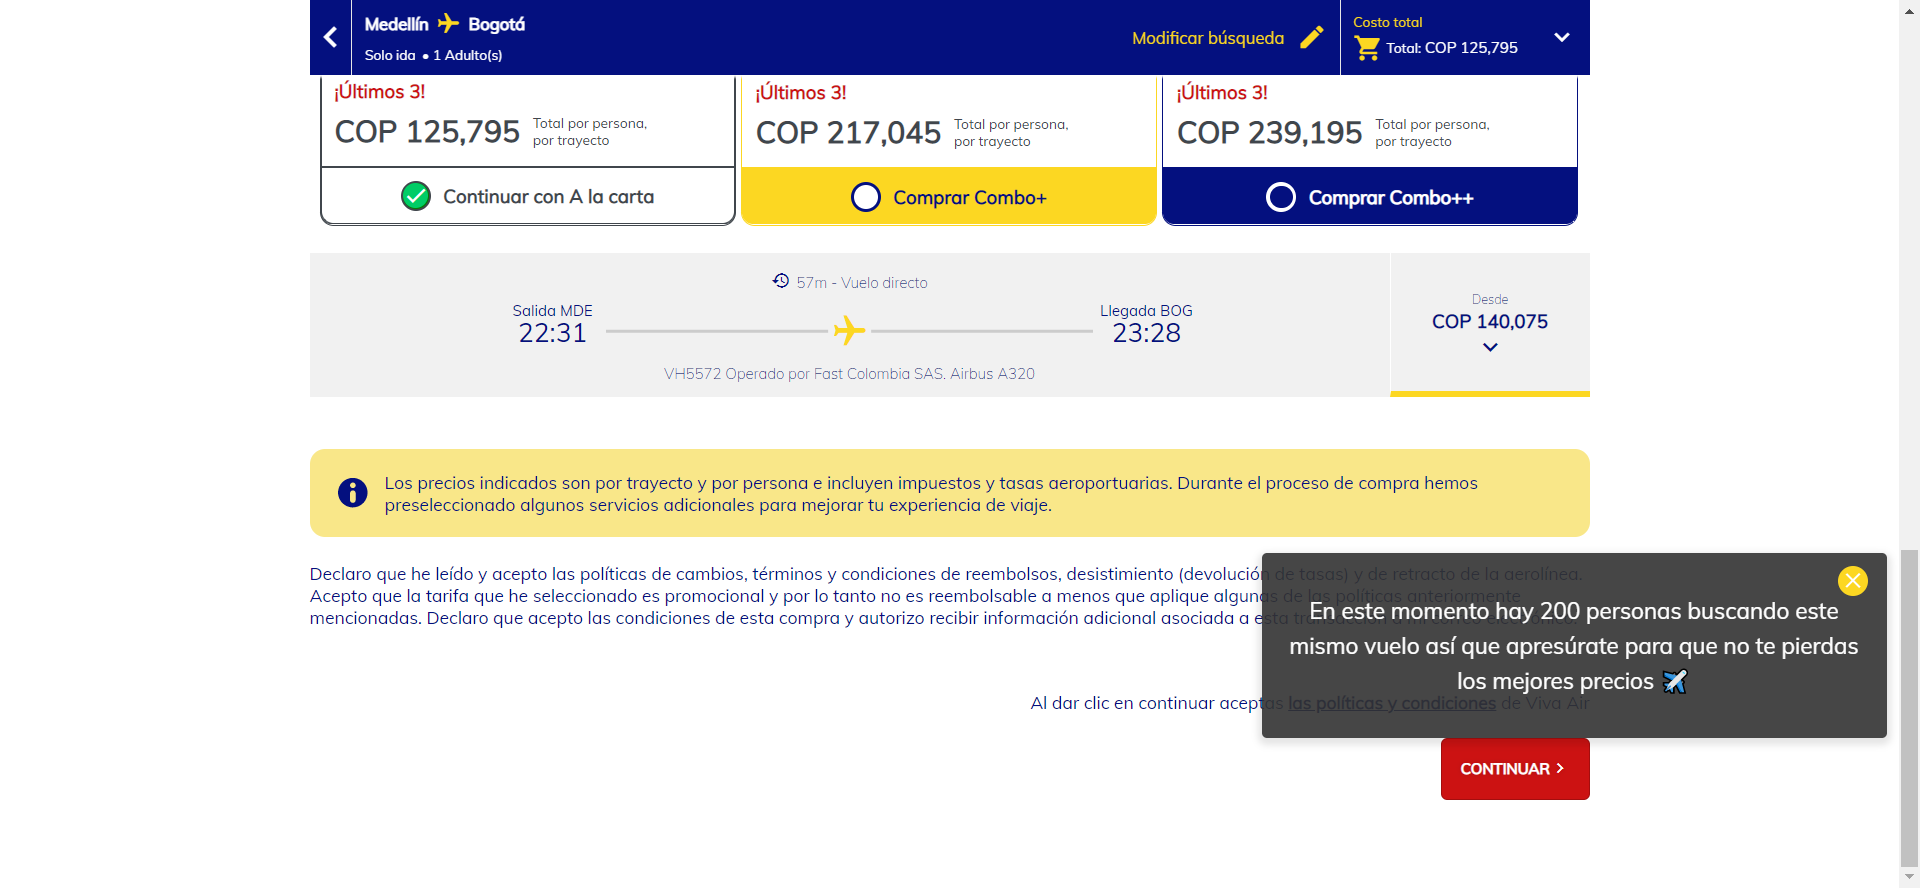 Medellín Bogotá
Solo ida • 1 Adulto(s)
Modificar búsqueda
Costo total
Total: COP 125,795
¡Últimos 3!
COP 125,795 Total por persona,
por trayecto
Continuar con A la carta
¡Últimos 3!
COP 217,045 Total por persona,
por trayecto
Comprar Combo+
¡Últimos 3!
COP 239,195 Total por persona,
por trayecto
Comprar Combo++
57m - Vuelo directo
Salida MDE
22:31
Llegada BOG
23:28
VH5572 Operado por Fast Colombia SAS. Airbus A320
Desde
COP 140,075
Los precios indicados son por trayecto y por persona e incluyen impuestos y tasas aeroportuarias. Durante el proceso de compra hemos
preseleccionado algunos servicios adicionales para mejorar tu experiencia de viaje.
Declaro que he leído y acepto las políticas de cambios, términos y condiciones de reembolsos, desistimiento (devolución de tasas) y de retracto de la aerolínea.
Acepto que la tarifa que he seleccionado es promocional y por lo tanto no es reembolsable a menos que aplique algunas de las políticas anteriormente
mencionadas. Declaro que acepto las condiciones de esta compra y autorizo recibir información adicional asociada a esta transacción a mi correo electrónico.
En este momento hay 200 personas buscando este
mismo vuelo así que apresúrate para que no te pierdas
los mejores precios
Al dar clic en continuar aceptas las políticas y condiciones de Viva Air
CONTINUAR